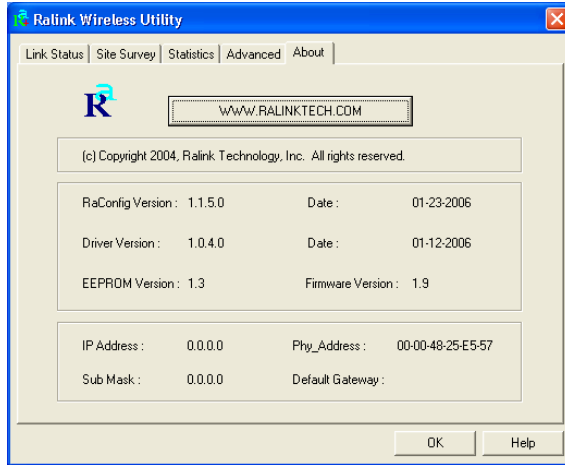 Ralink Wireless Utility
Link Status Site Survey Statistics Advanced About
Ra
WWW.RALINKTECH.COM
(c) Copyright 2004, Ralink Technology, Inc. All rights reserved.
RaConfig Version : 1.1.5.0 Date : 01-23-2006
Driver Version : 1.0.4.0 Date : 01-12-2006
EEPROM Version : 1.3 Firmware Version : 1.9
IP Address : 0.0.0.0 Phy_Address : 00-00-48-25-E5-57
Sub Mask : 0.0.0.0 Default Gateway :
OK Help